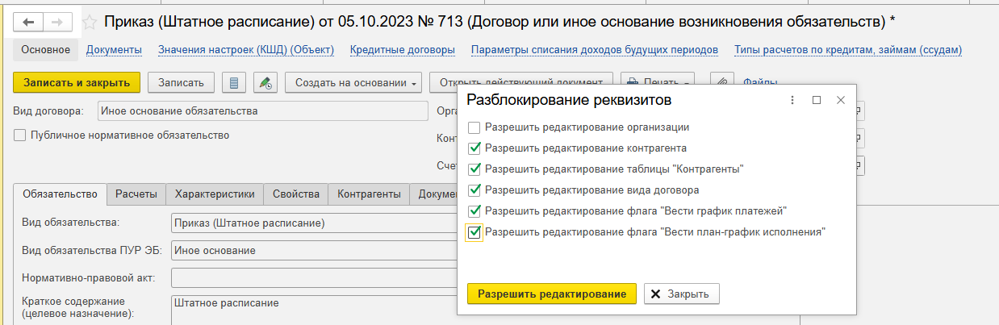 Приказ (Штатное расписание) от 05.10.2023 № 713 (Договор или иное основание возникновения обязательств) *
Основное Документы Значения настроек (КШД) (Объект) Кредитные договоры Параметры списания доходов будущих периодов Типы расчетов по кредитам, займам (ссудам)
Записать и закрыть Записать Создать на основании Открыть действующий документ Печать Файлы
Вид договора: Иное основание обязательства Орга
Публичное нормативное обязательство Конт
Счет
Обязательство Расчеты Характеристики Свойства Контрагенты Докумен
Вид обязательства: Приказ (Штатное расписание)
Вид обязательства ПУР ЭБ: Иное основание
Нормативно-правовой акт:
Краткое содержание
(целевое назначение): Штатное расписание
Разблокирование реквизитов
Разрешить редактирование организации
Разрешить редактирование контрагента
Разрешить редактирование таблицы "Контрагенты"
Разрешить редактирование вида договора
Разрешить редактирование флага "Вести график платежей"
Разрешить редактирование флага "Вести план-график исполнения"
Разрешить редактирование Закрыть